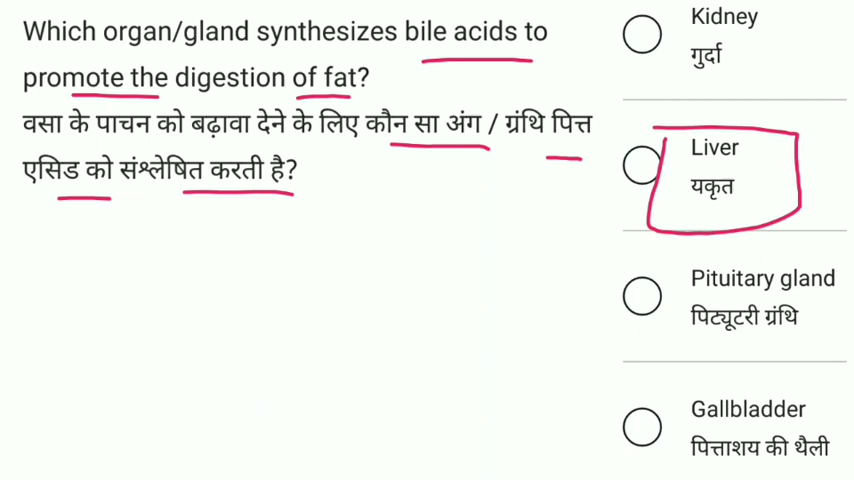 Which organ/gland synthesizes bile acids to
promote the digestion of fat?
वसा के पाचन को बढ़ावा देने के लिए कौन सा अंग / ग्रंथि पित्त
एसिड को संश्लेषित करती है?
Kidney
गुर्दा
Liver
यकृत
Pituitary gland
पिट्यूटरी ग्रंथि
Gallbladder
पित्ताशय की थैली